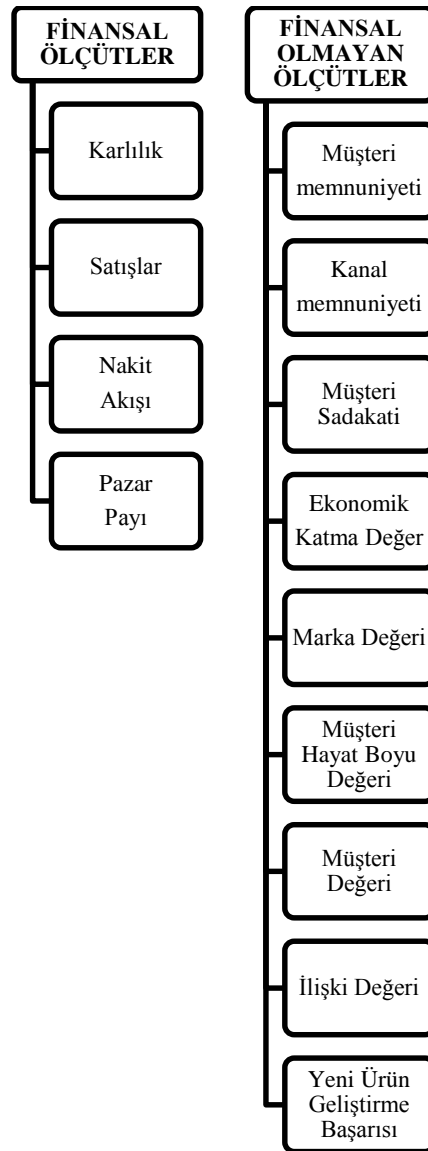 FİNANSAL
ÖLÇÜTLER
Karlılık
Satışlar
Nakit
Akışı
Pazar
Payı
FİNANSAL
OLMAYAN
ÖLÇÜTLER
Müşteri
memnuniyeti
Kanal
memnuniyeti
Müşteri
Sadakati
Ekonomik
Katma Değer
Marka Değeri
Müşteri
Hayat Boyu
Değeri
Müşteri
Değeri
İlişki Değeri
Yeni Ürün
Geliştirme
Başarısı